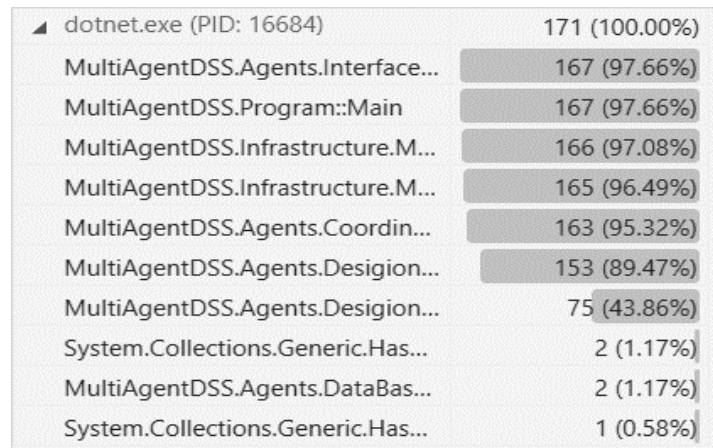 dotnet.exe (PID: 16684) 171 (100.00%)
MultiAgentDSS.Agents.Interface... 167 (97.66%)
MultiAgentDSS.Program::Main 167 (97.66%)
MultiAgentDSS.Infrastructure.M... 166 (97.08%)
MultiAgentDSS.Infrastructure.M... 165 (96.49%)
MultiAgentDSS.Agents.Coordin... 163 (95.32%)
MultiAgentDSS.Agents.Desigion... 153 (89.47%)
MultiAgentDSS.Agents.Desigion... 75 (43.86%)
System.Collections.Generic.Has... 2 (1.17%)
MultiAgentDSS.Agents.DataBas... 2 (1.17%)
System.Collections.Generic.Has... 1 (0.58%)